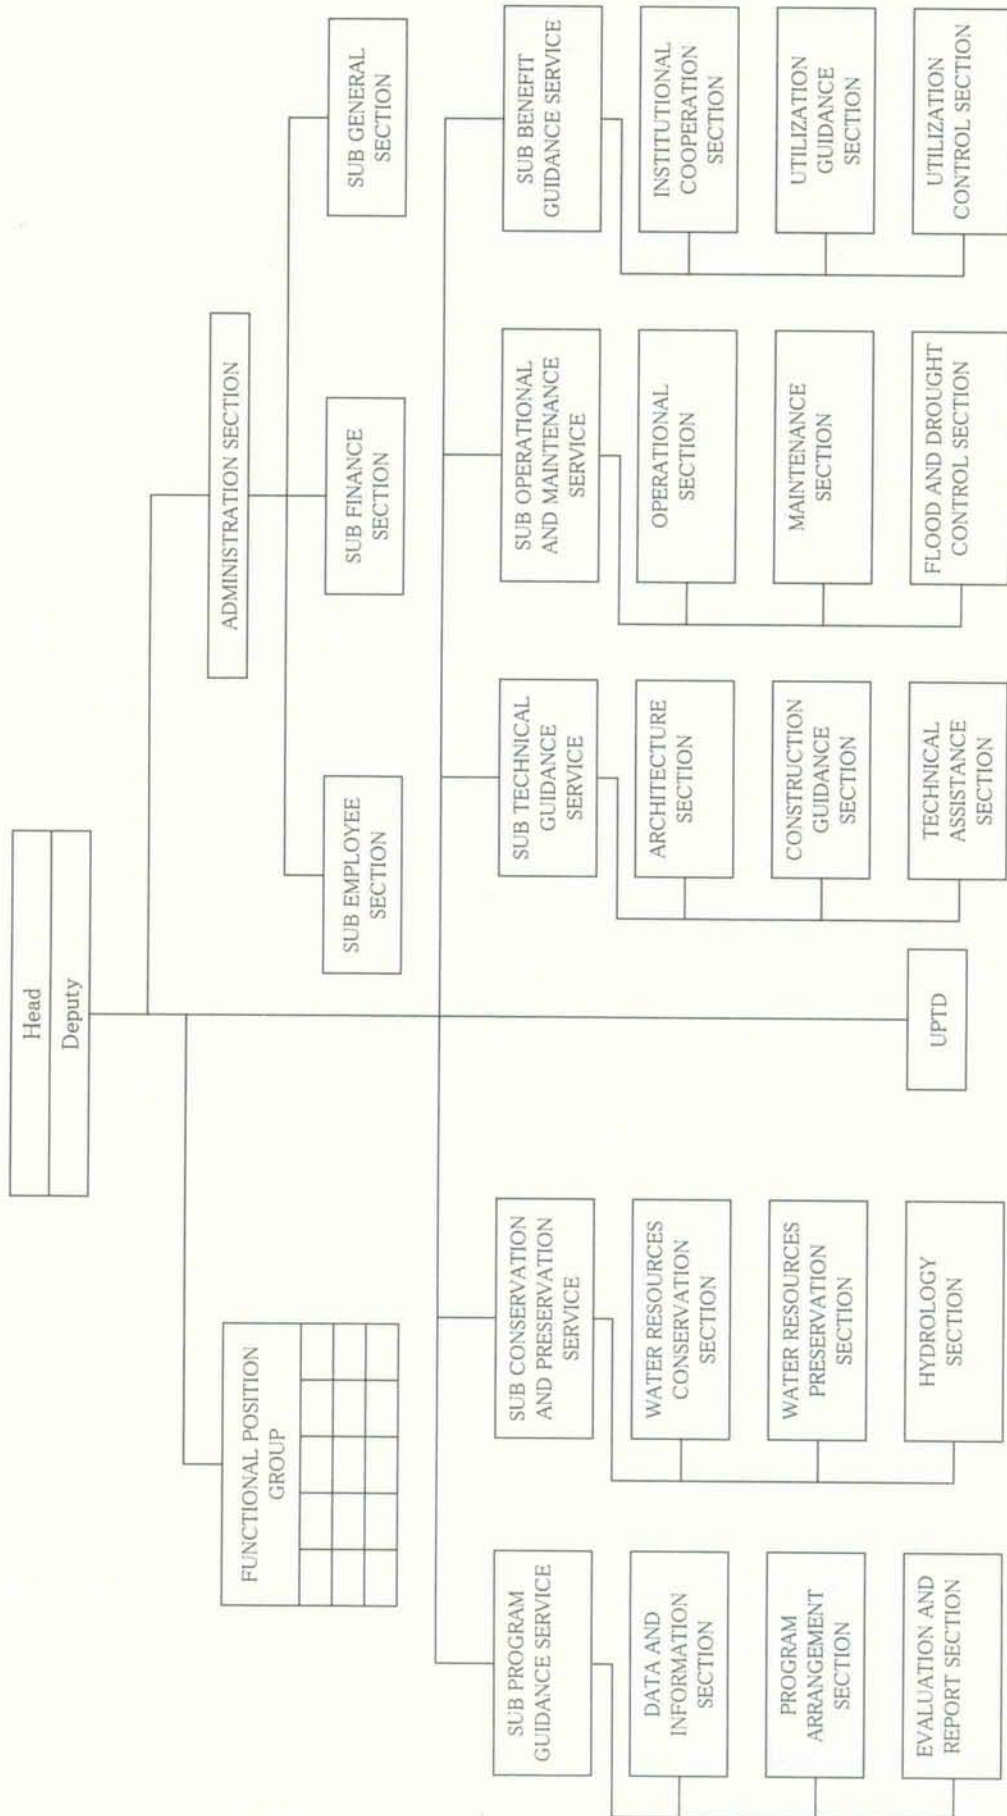 Head
Deputy
ADMINISTRATION SECTION
FUNCTIONAL POSITION
GROUP
SUB EMPLOYEE
SECTION
SUB FINANCE
SECTION
SUB GENERAL
SECTION
SUB PROGRAM
GUIDANCE SERVICE
DATA AND
INFORMATION
SECTION
PROGRAM
ARRANGEMENT
SECTION
EVALUATION AND
REPORT SECTION
SUB CONSERVATION
AND PRESERVATION
SERVICE
WATER RESOURCES
CONSERVATION
SECTION
WATER RESOURCES
PRESERVATION
SECTION
HYDROLOGY
SECTION
UPTD
SUB TECHNICAL
GUIDANCE
SERVICE
ARCHITECTURE
SECTION
CONSTRUCTION
GUIDANCE
SECTION
TECHNICAL
ASSISTANCE
SECTION
SUB OPERATIONAL
AND MAINTENANCE
SERVICE
OPERATIONAL
SECTION
MAINTENANCE
SECTION
FLOOD AND DROUGHT
CONTROL SECTION
SUB BENEFIT
GUIDANCE SERVICE
INSTITUTIONAL
COOPERATION
SECTION
UTILIZATION
GUIDANCE
SECTION
UTILIZATION
CONTROL SECTION